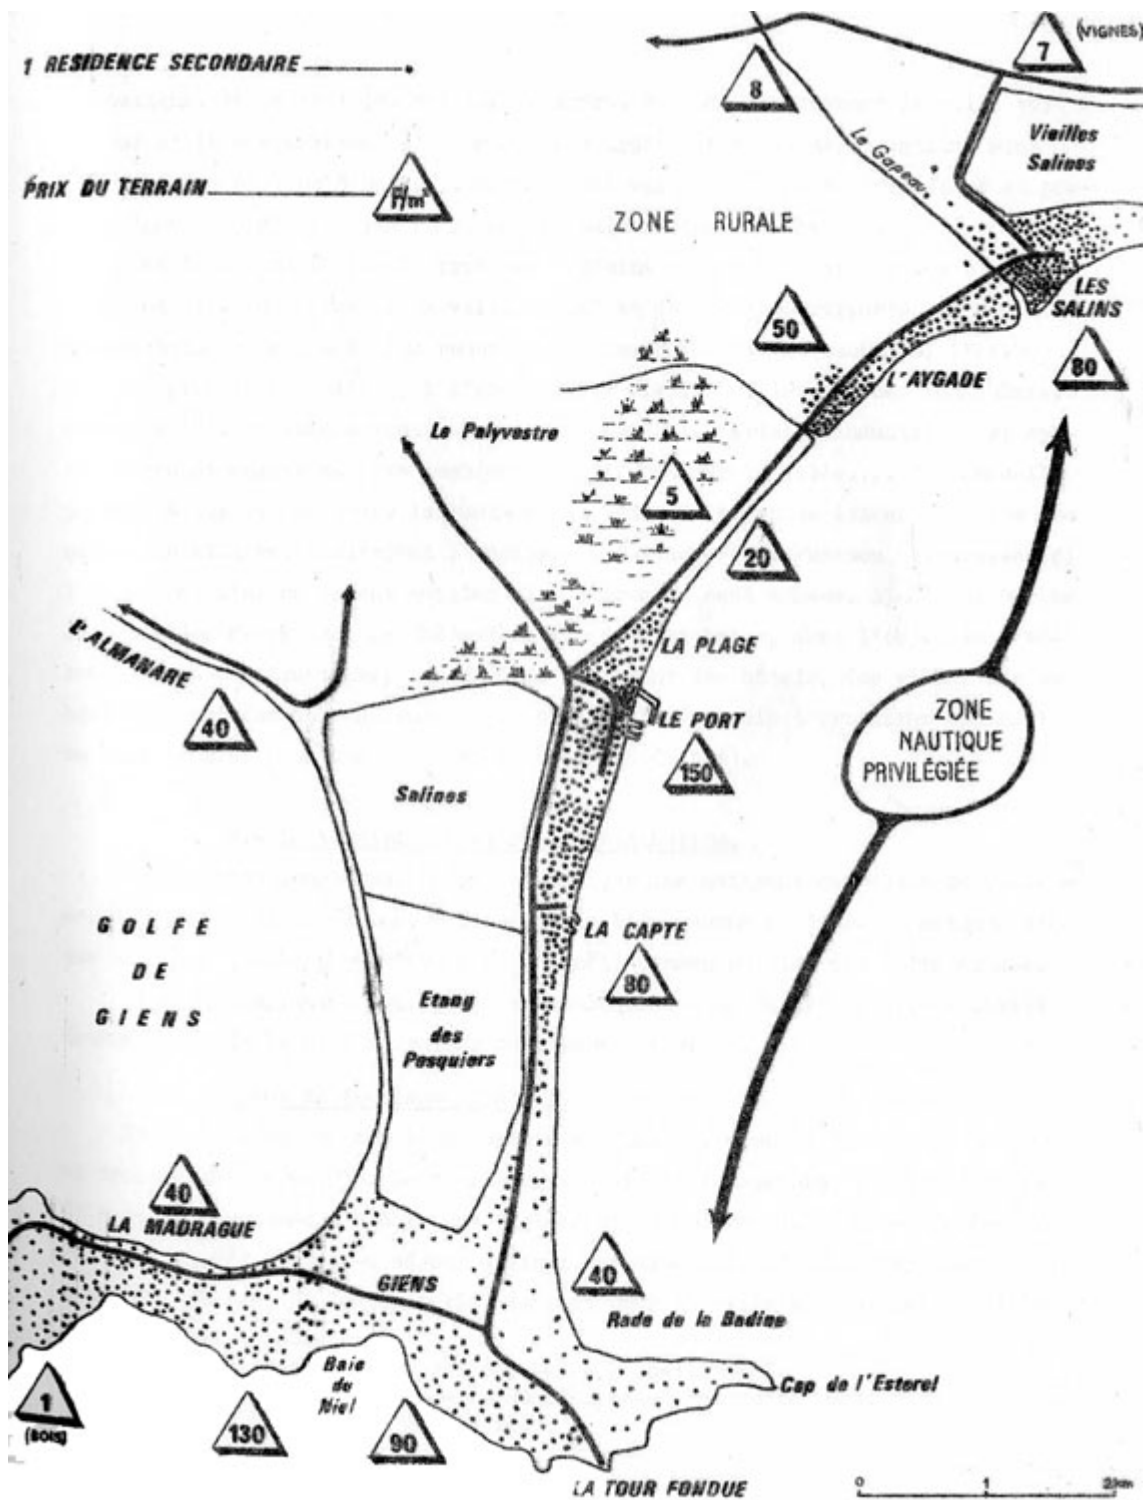 1 RESIDENCE SECONDAIRE
PRIX DU TERRAIN
F/m²
7
(VIGNES)
8
Vieilles
Salines
Le Gapeau
ZONE RURALE
LES
SALINS
50
80
L'AYGADE
Le Palyvestre
5
20
LA PLAGE
L'ALMANARE
40
LE PORT
150
ZONE
NAUTIQUE
PRIVILÉGIÉE
Salines
GOLFE
DE
GIENS
LA CAPTE
80
Etang
des
Pesquiers
40
LA MADRAGUE
GIENS
40
Rade de la Badine
Baie
du
Niel
Cap de l'Esterel
1
(BOIS)
130
90
LA TOUR FONDUE
0 1 2km